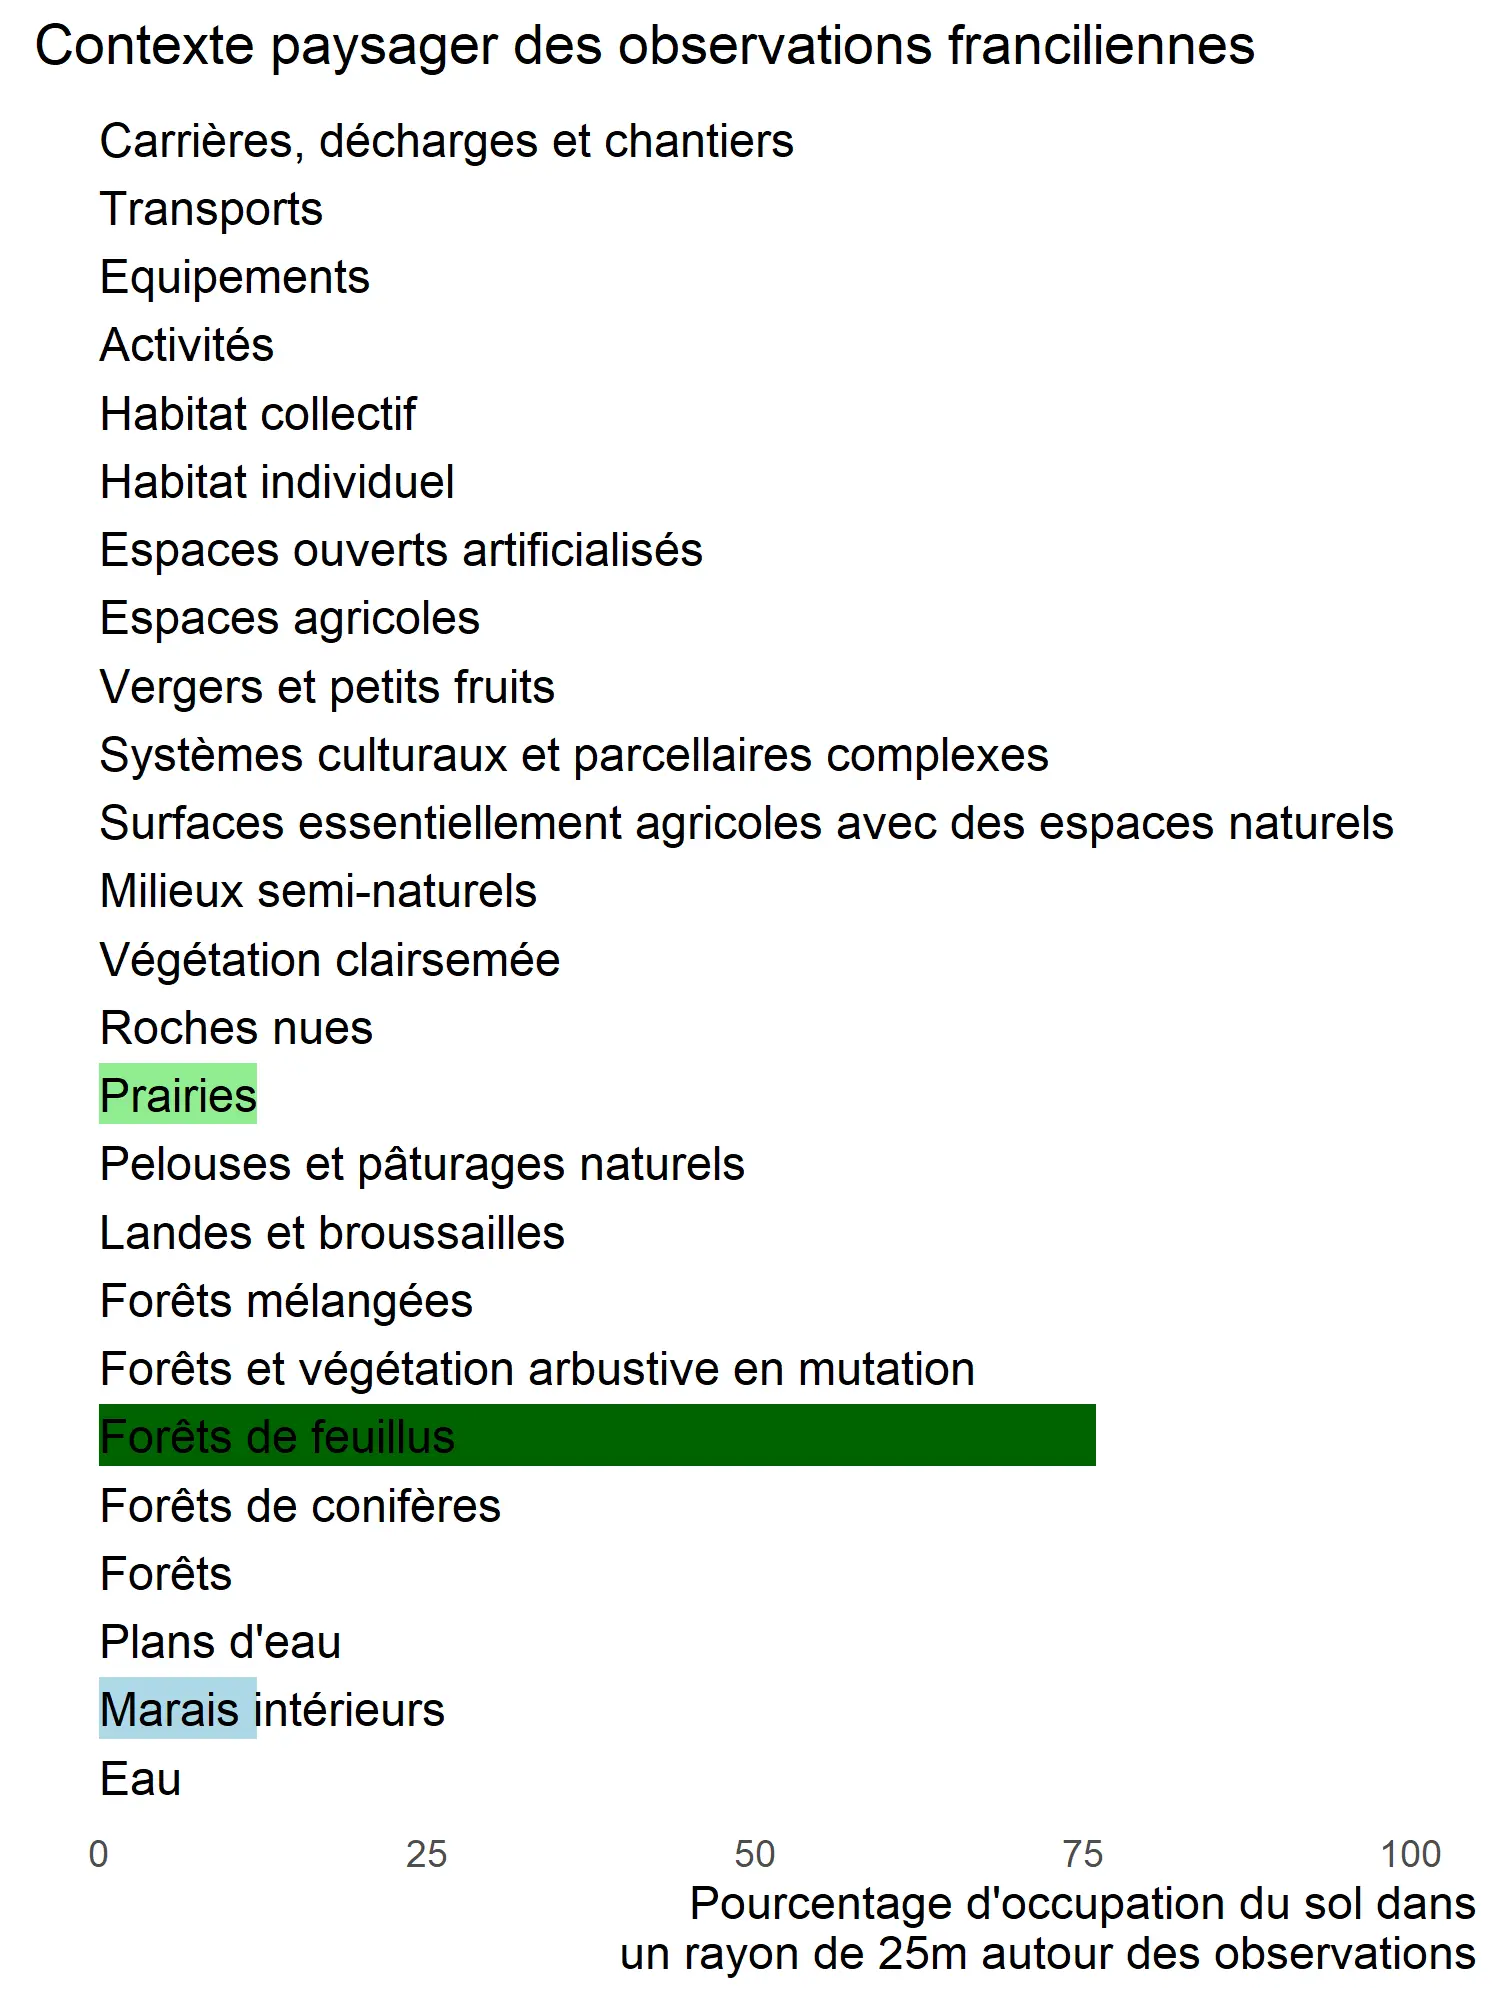 Contexte paysager des observations franciliennes
Carrières, décharges et chantiers
Transports
Equipements
Activités
Habitat collectif
Habitat individuel
Espaces ouverts artificialisés
Espaces agricoles
Vergers et petits fruits
Systèmes culturaux et parcellaires complexes
Surfaces essentiellement agricoles avec des espaces naturels
Milieux semi-naturels
Végétation clairsemée
Roches nues
Prairies
Pelouses et pâturages naturels
Landes et broussailles
Forêts mélangées
Forêts et végétation arbustive en mutation
Forêts de feuillus
Forêts de conifères
Forêts
Plans d'eau
Marais intérieurs
Eau
0 25 50 75 100
Pourcentage d'occupation du sol dans
un rayon de 25m autour des observations